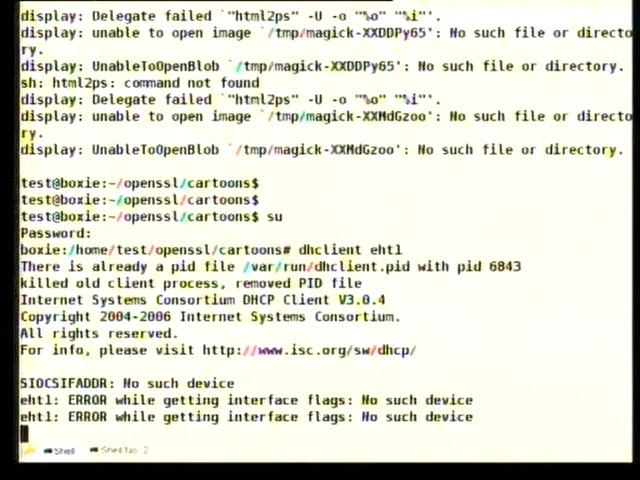 display: Delegate failed `"html2ps" -U -o "%o" "%i"'.
display: unable to open image `/tmp/magick-XXDDPy65': No such file or directo
ry.
display: UnableToOpenBlob `/tmp/magick-XXDDPy65': No such file or directory.
sh: html2ps: command not found
display: Delegate failed `"html2ps" -U -o "%o" "%i"'.
display: unable to open image `/tmp/magick-XXMdGzoo': No such file or directo
ry.
display: UnableToOpenBlob `/tmp/magick-XXMdGzoo': No such file or directory.
test@boxie:~/openssl/cartoons$
test@boxie:~/openssl/cartoons$
test@boxie:~/openssl/cartoons$ su
Password:
boxie:/home/test/openssl/cartoons# dhclient eht1
There is already a pid file /var/run/dhclient.pid with pid 6843
killed old client process, removed PID file
Internet Systems Consortium DHCP Client V3.0.4
Copyright 2004-2006 Internet Systems Consortium.
All rights reserved.
For info, please visit http://www.isc.org/sw/dhcp/
SIOCSIFADDR: No such device
eht1: ERROR while getting interface flags: No such device
eht1: ERROR while getting interface flags: No such device
Shell